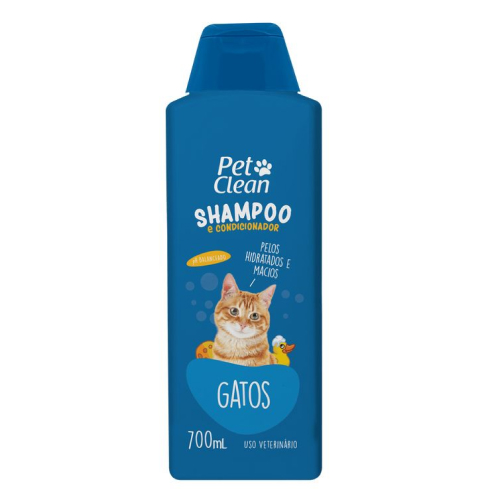 Pet
Clean
SHAMPOO
e CONDICIONADOR
PELOS
HIDRATADOS E
MACIOS
GATOS
700mL
USO VETERINÁRIO